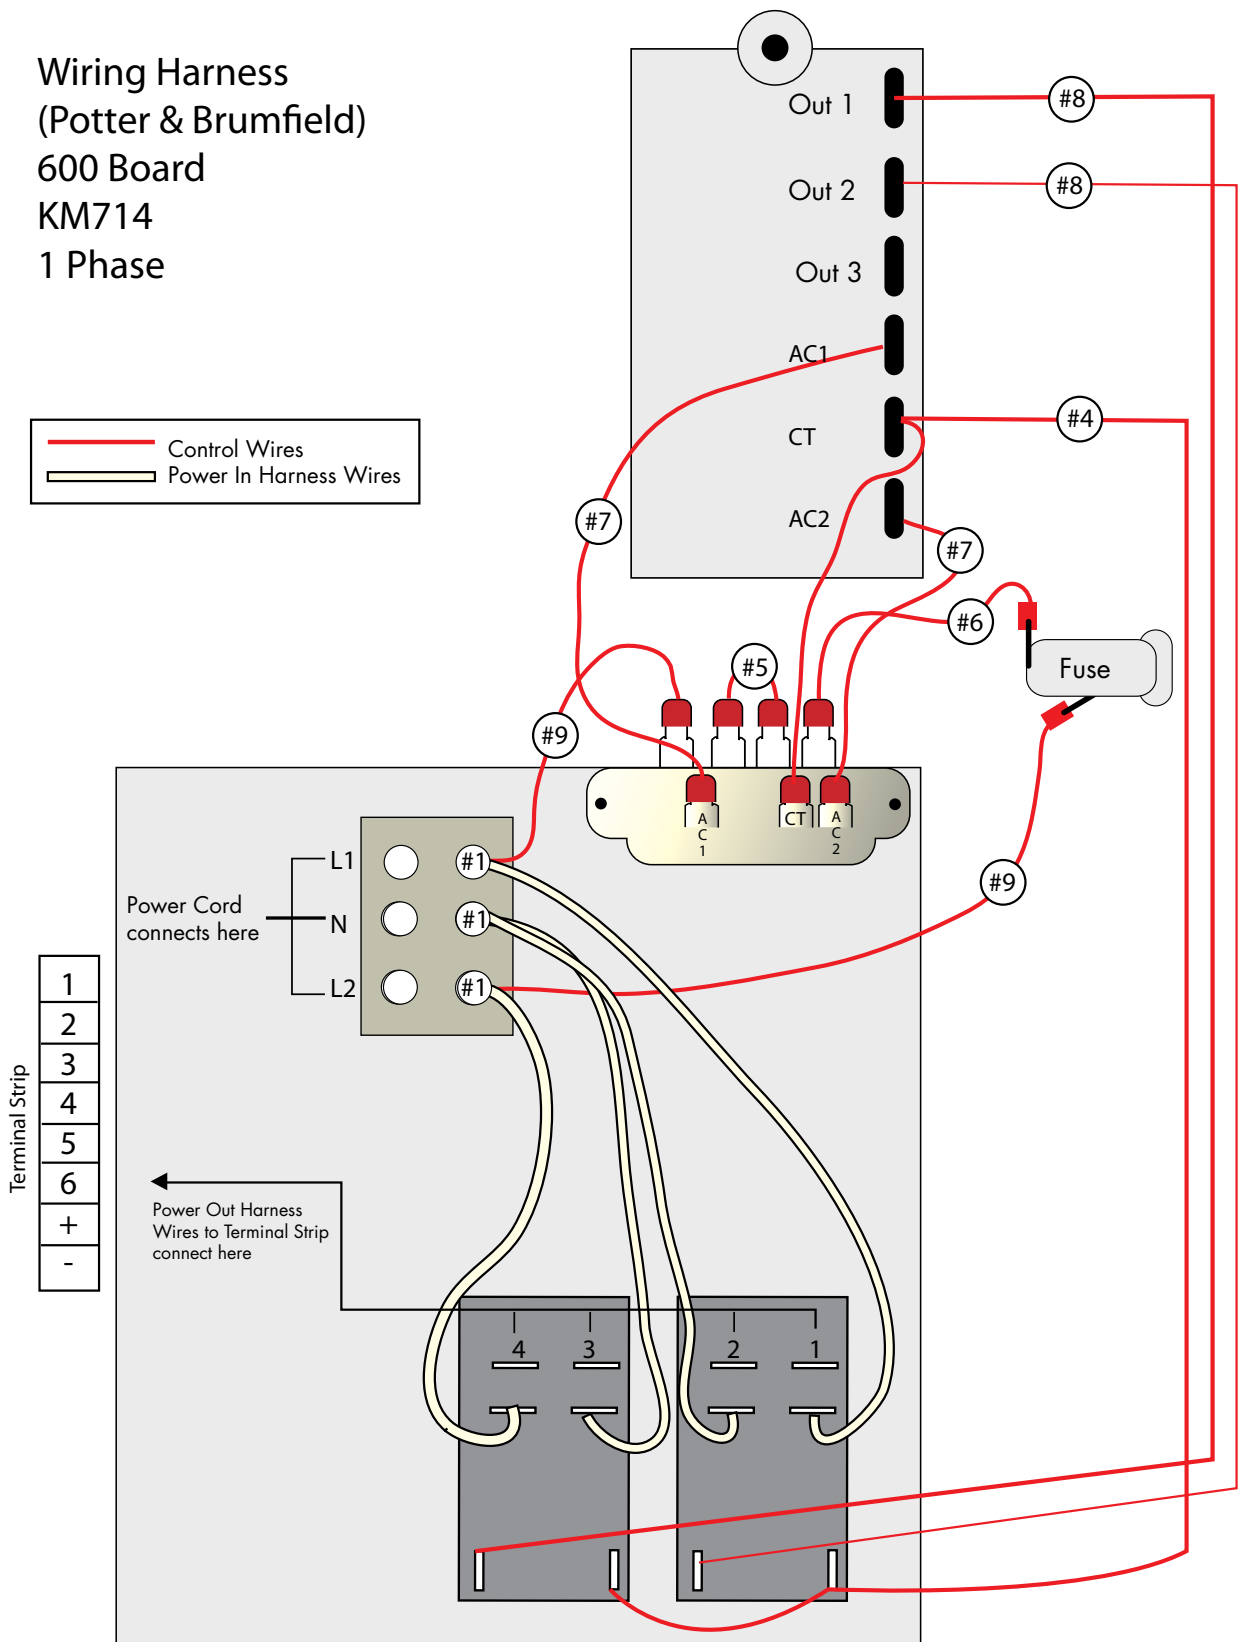 Wiring Harness
(Potter & Brumfield)
600 Board
KM714
1 Phase
Out 1
#8
Out 2
#8
Out 3
AC1
CT
#4
AC2
Control Wires
Power In Harness Wires
#7
#7
#6
Fuse
#5
#9
AC1
CT
AC2
#9
Power Cord
connects here
L1
N
L2
#1
#1
#1
Terminal Strip
1
2
3
4
5
6
+
-
Power Out Harness
Wires to Terminal Strip
connect here
4
3
2
1